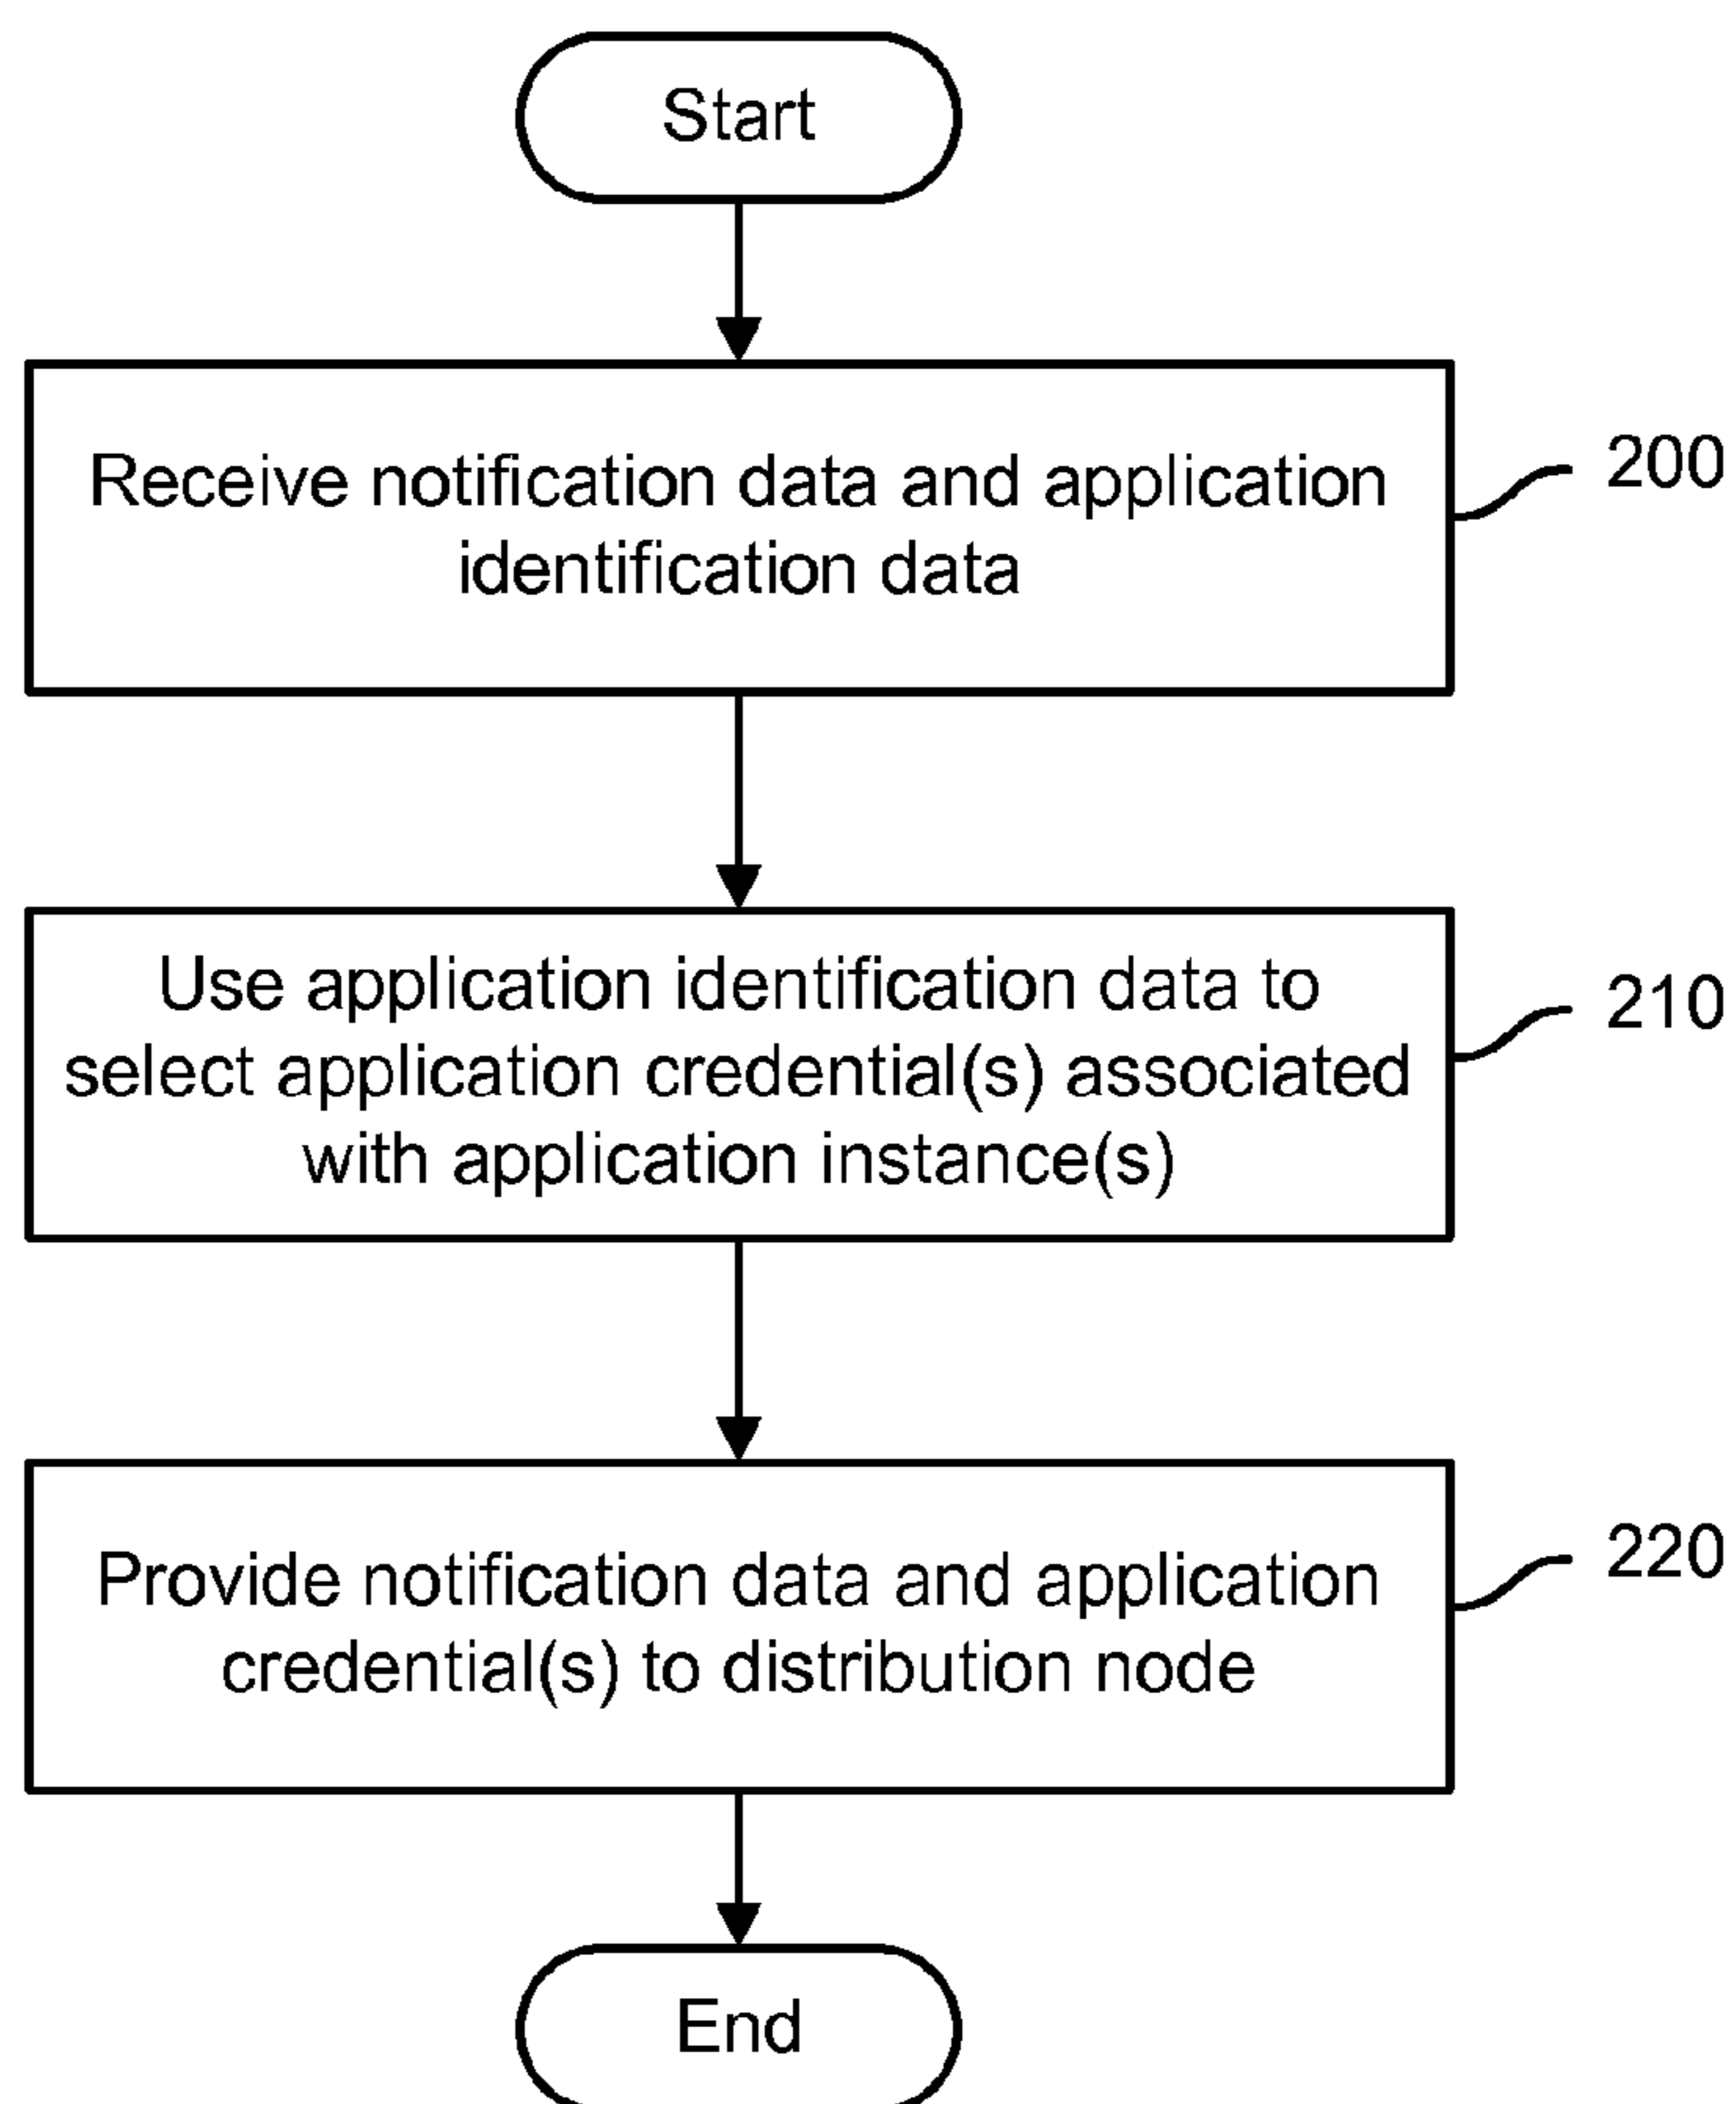 Start
Receive notification data and application
identification data
200
Use application identification data to
select application credential(s) associated
with application instance(s)
210
Provide notification data and application
credential(s) to distribution node
220
End